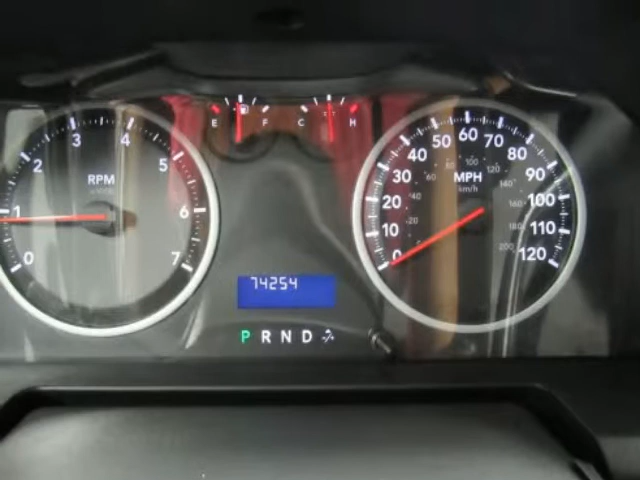 E F C H
0 1 2 3 4 5 6 7
RPM
0 10 20 30 40 50 60 70 80 90 100 110 120
MPH
km/h
20 40 60 80 100 120 140 160 180 200
74254
P R N D